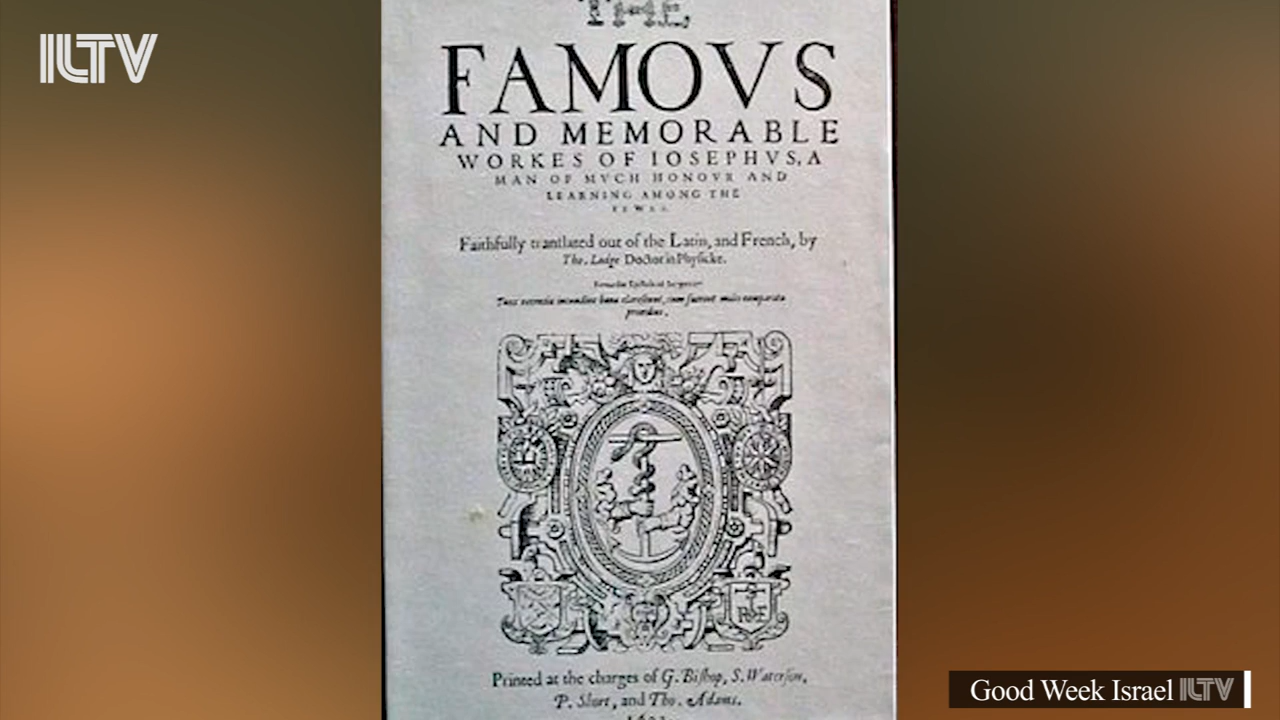 ILTV
THE
FAMOVS
AND MEMORABLE
WORKES OF IOSEPHVS, A
MAN OF MVCH HONOVR AND
LEARNING AMONG THE
IEWES.
Faithfully tranſlated out of the Latin, and French, by
Tho. Lodge Doctor in Phyſicke.
Printed at the charges of G. Biſhop, S. Waterſon,
P. Short, and Tho. Adams.
Good Week Israel ILTV